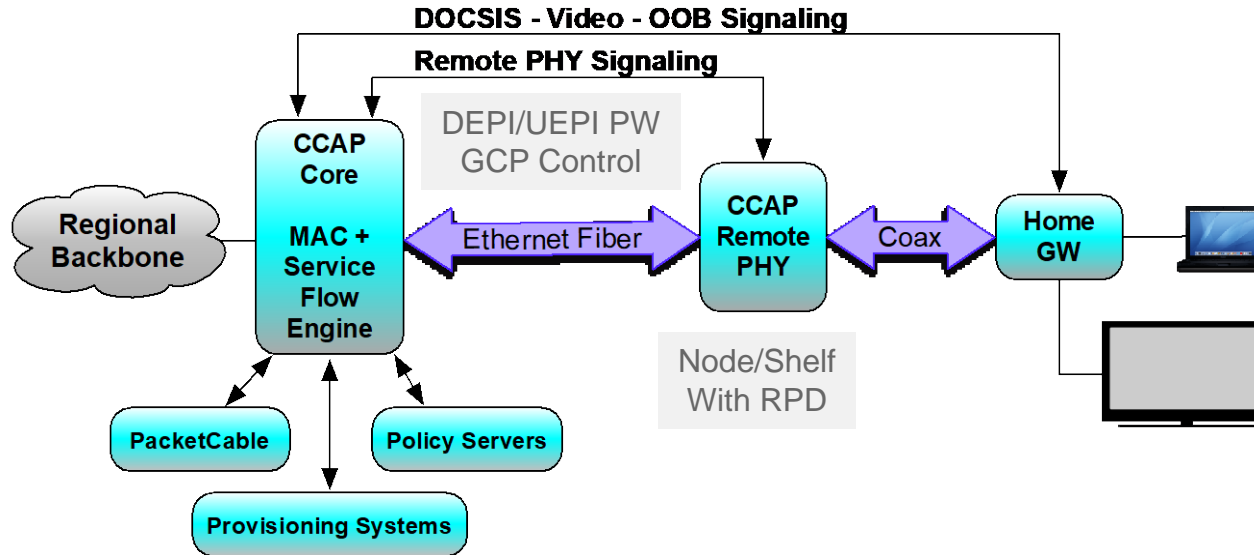 DOCSIS - Video - OOB Signaling
Remote PHY Signaling
DEPI/UEPI PW
GCP Control
CCAP
Core
MAC +
Service
Flow
Engine
Regional
Backbone
Ethernet Fiber
CCAP
Remote
PHY
Coax
Home
GW
Node/Shelf
With RPD
PacketCable
Policy Servers
Provisioning Systems